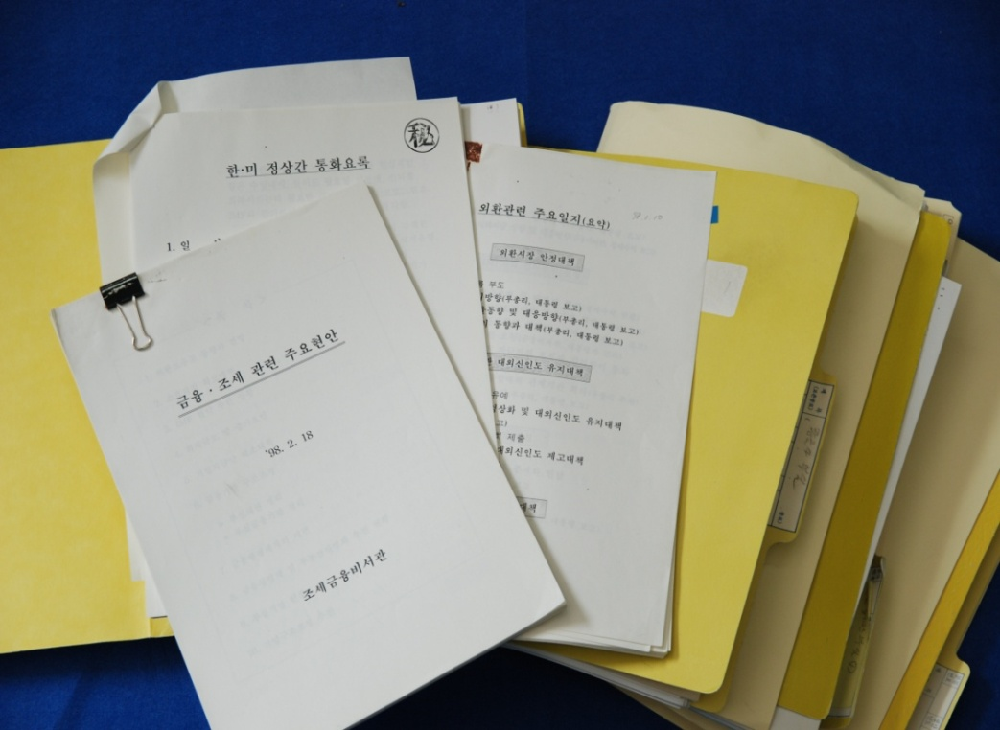 한·미 정상간 통화요록
1. 일
금융·조세 관련 주요현안
'98. 2. 18
조세금융비서관
외환관련 주요일지(요약)
외환시장 안정대책
부도
방향(부총리, 대통령 보고)
동향 및 대응방향(부총리, 대통령 보고)
동향과 대책(부총리, 대통령 보고)
대외신인도 유지대책
유예
정상화 및 대외신인도 유지대책
고)
제출
대외신인도 제고대책
대책